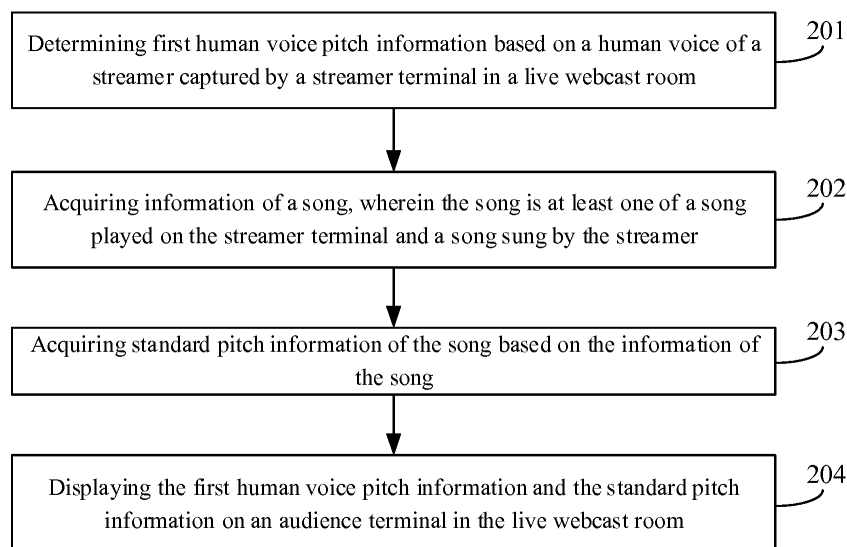 Determining first human voice pitch information based on a human voice of a
streamer captured by a streamer terminal in a live webcast room
201
Acquiring information of a song, wherein the song is at least one of a song
played on the streamer terminal and a song sung by the streamer
202
Acquiring standard pitch information of the song based on the information of
the song
203
Displaying the first human voice pitch information and the standard pitch
information on an audience terminal in the live webcast room
204